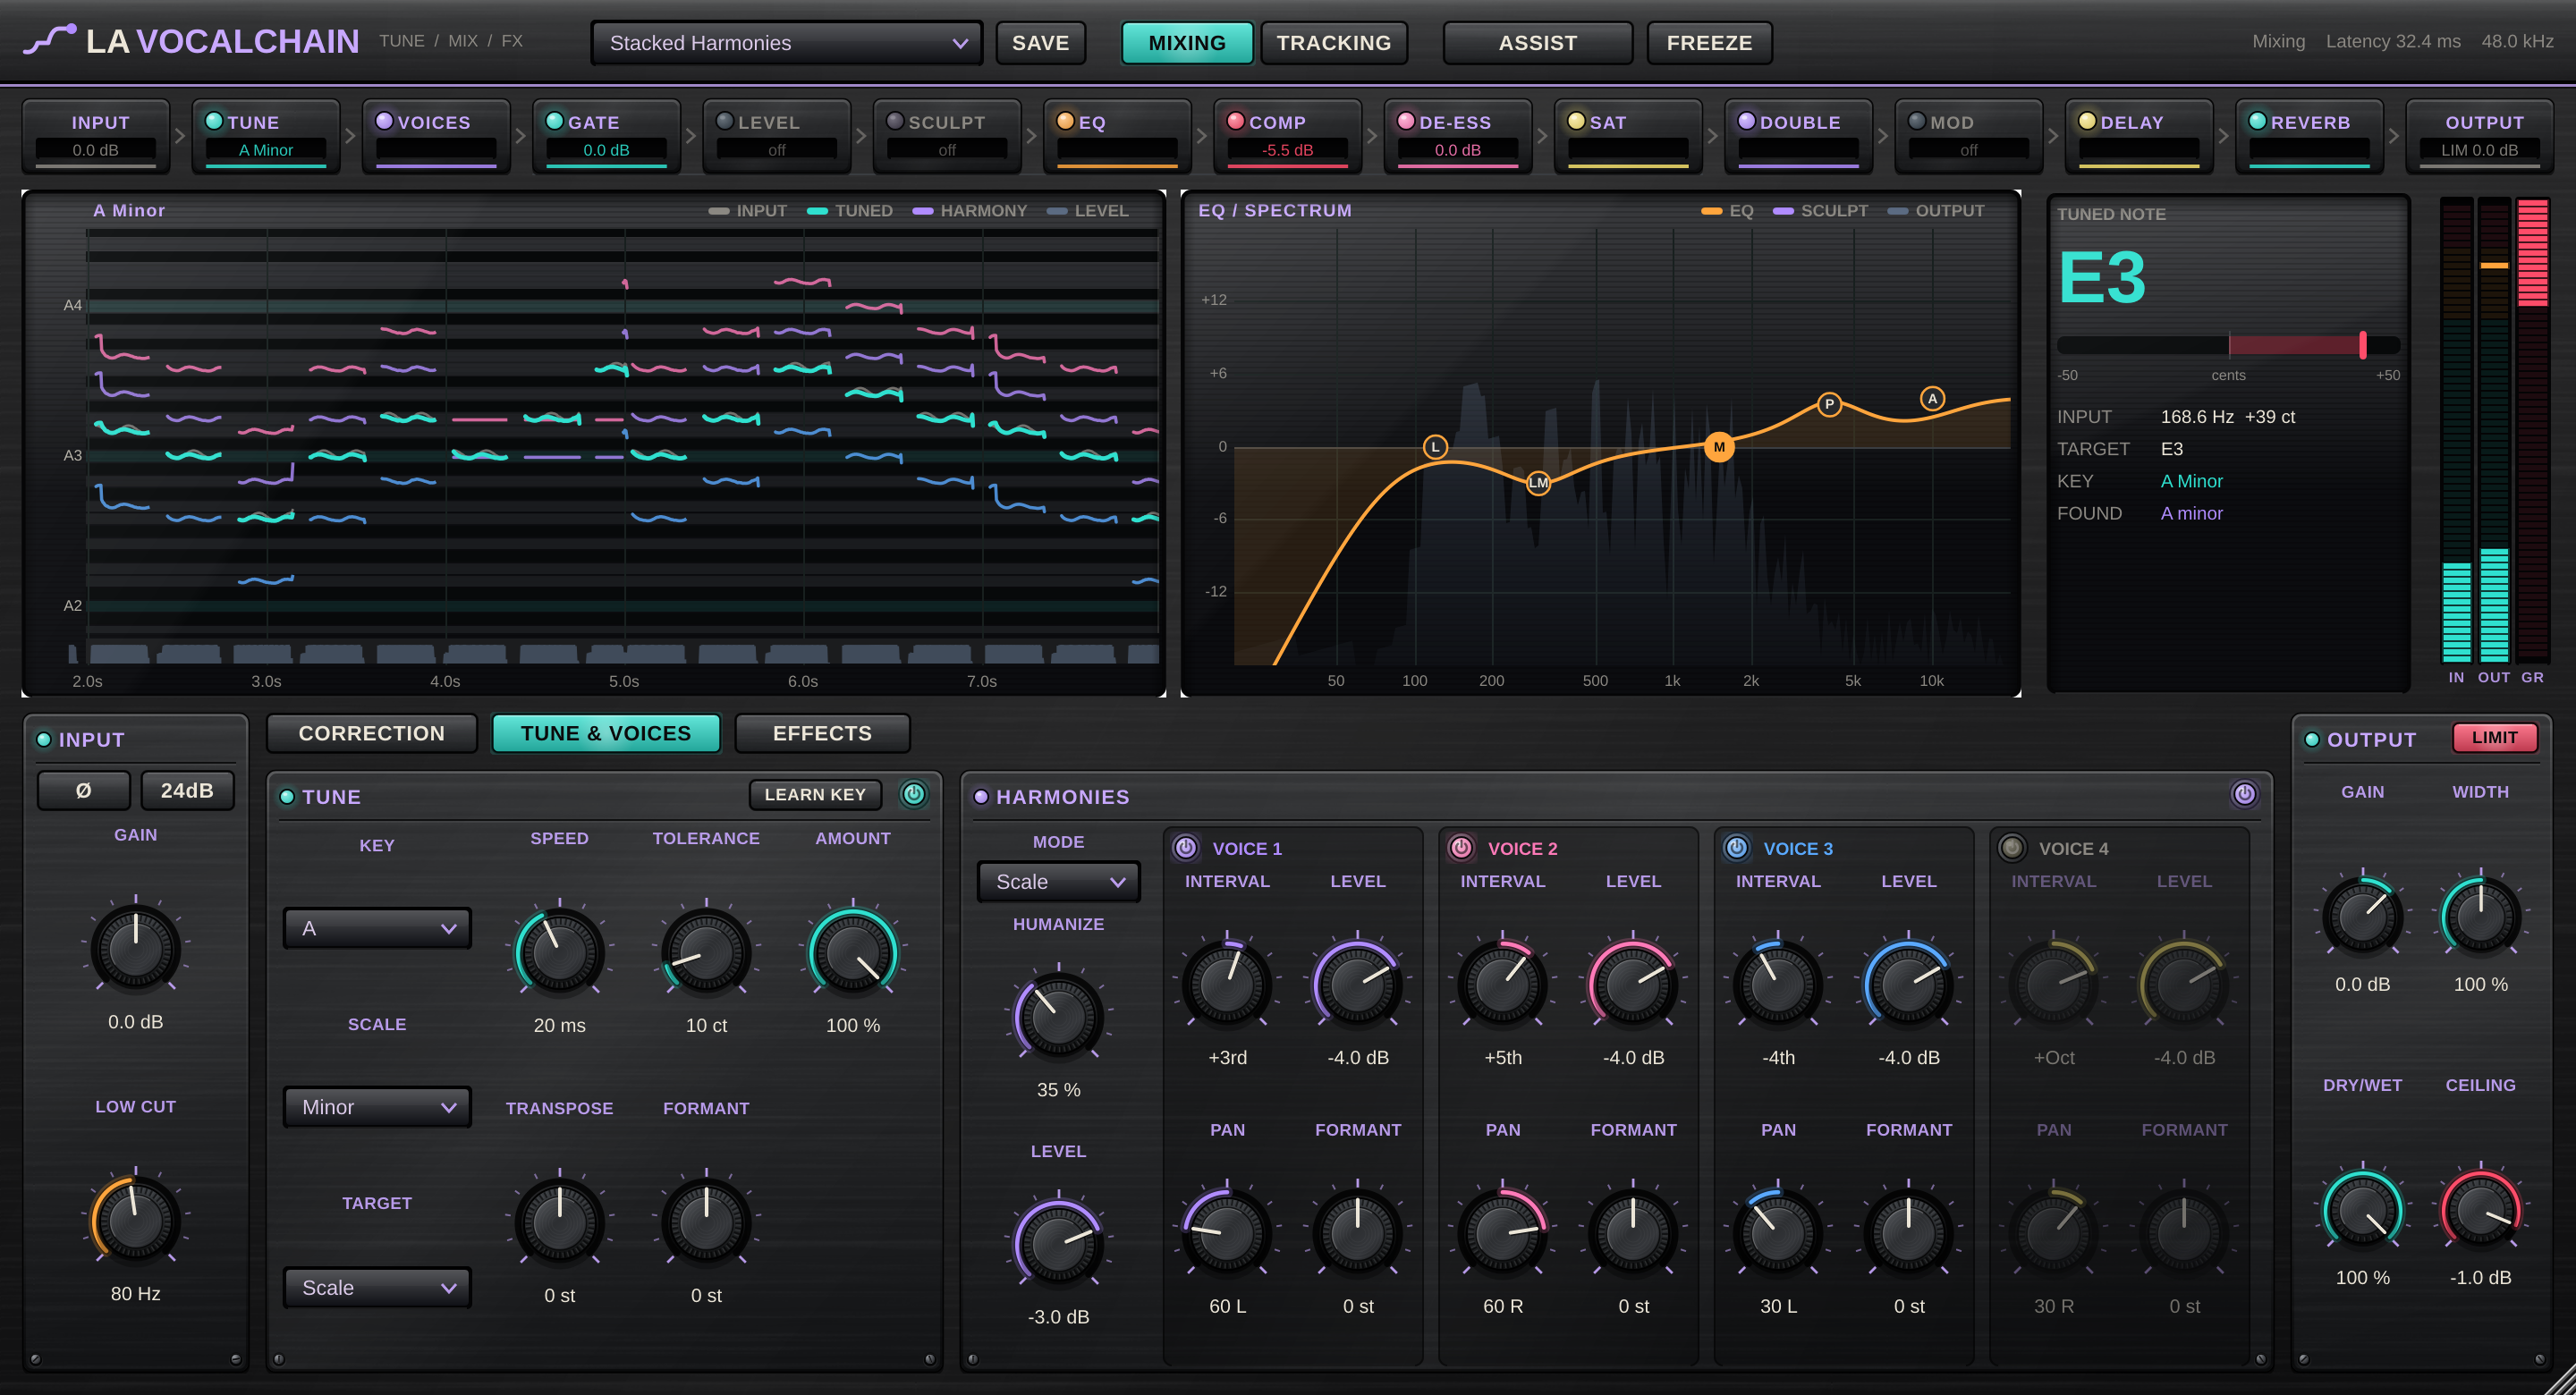 LA VOCALCHAIN TUNE / MIX / FX Stacked Harmonies SAVE MIXING TRACKING ASSIST FREEZE Mixing Latency 32.4 ms 48.0 kHz
INPUT TUNE VOICES GATE LEVEL SCULPT EQ COMP DE-ESS SAT DOUBLE MOD DELAY REVERB OUTPUT
0.0 dB A Minor 0.0 dB off off -5.5 dB 0.0 dB off LIM 0.0 dB
A Minor INPUT TUNED HARMONY LEVEL
A4
A3
A2
2.0s 3.0s 4.0s 5.0s 6.0s 7.0s
EQ / SPECTRUM EQ SCULPT OUTPUT
+12
+6
0
-6
-12
L LM M P A
50 100 200 500 1k 2k 5k 10k
TUNED NOTE
E3
-50 cents +50
INPUT 168.6 Hz +39 ct
TARGET E3
KEY A Minor
FOUND A minor
IN OUT GR
INPUT
Ø 24dB
GAIN
0.0 dB
LOW CUT
80 Hz
CORRECTION TUNE & VOICES EFFECTS
TUNE LEARN KEY
KEY SPEED TOLERANCE AMOUNT
A
20 ms 10 ct 100 %
SCALE
Minor
TRANSPOSE FORMANT
TARGET
Scale
0 st 0 st
HARMONIES
MODE
Scale
HUMANIZE
35 %
LEVEL
-3.0 dB
VOICE 1
INTERVAL LEVEL
+3rd -4.0 dB
PAN FORMANT
60 L 0 st
VOICE 2
INTERVAL LEVEL
+5th -4.0 dB
PAN FORMANT
60 R 0 st
VOICE 3
INTERVAL LEVEL
-4th -4.0 dB
PAN FORMANT
30 L 0 st
VOICE 4
INTERVAL LEVEL
+Oct -4.0 dB
PAN FORMANT
30 R 0 st
OUTPUT LIMIT
GAIN WIDTH
0.0 dB 100 %
DRY/WET CEILING
100 % -1.0 dB